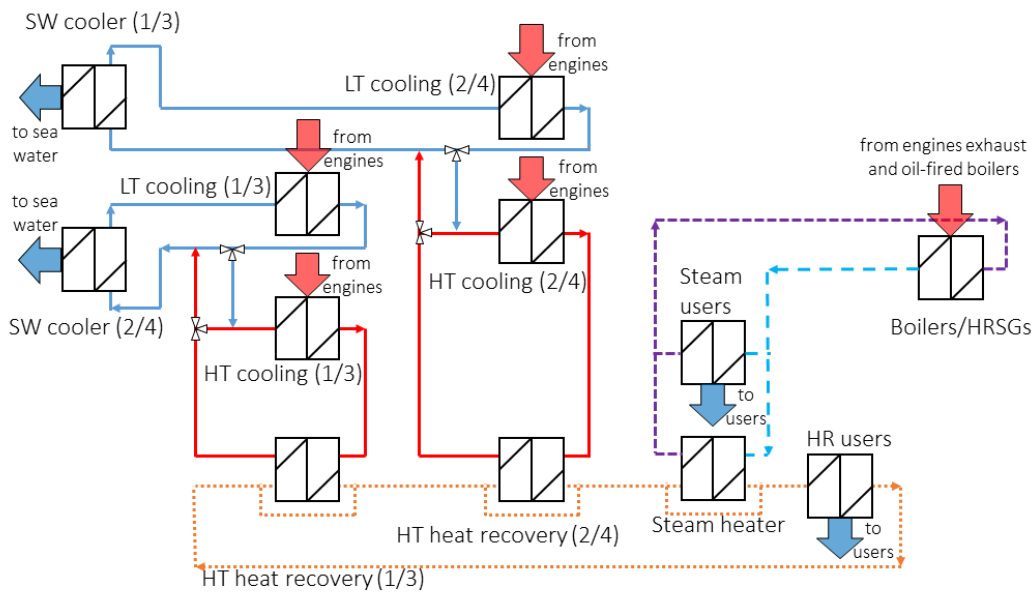 SW cooler (1/3)
from
engines
LT cooling (2/4)
to sea
water
from
engines
from
engines
from engines exhaust
and oil-fired boilers
LT cooling (1/3)
to sea
water
from
engines
HT cooling (2/4)
Steam
users
SW cooler (2/4)
Boilers/HRSGs
HT cooling (1/3)
to
users
HR users
Steam heater
HT heat recovery (2/4)
to
users
HT heat recovery (1/3)